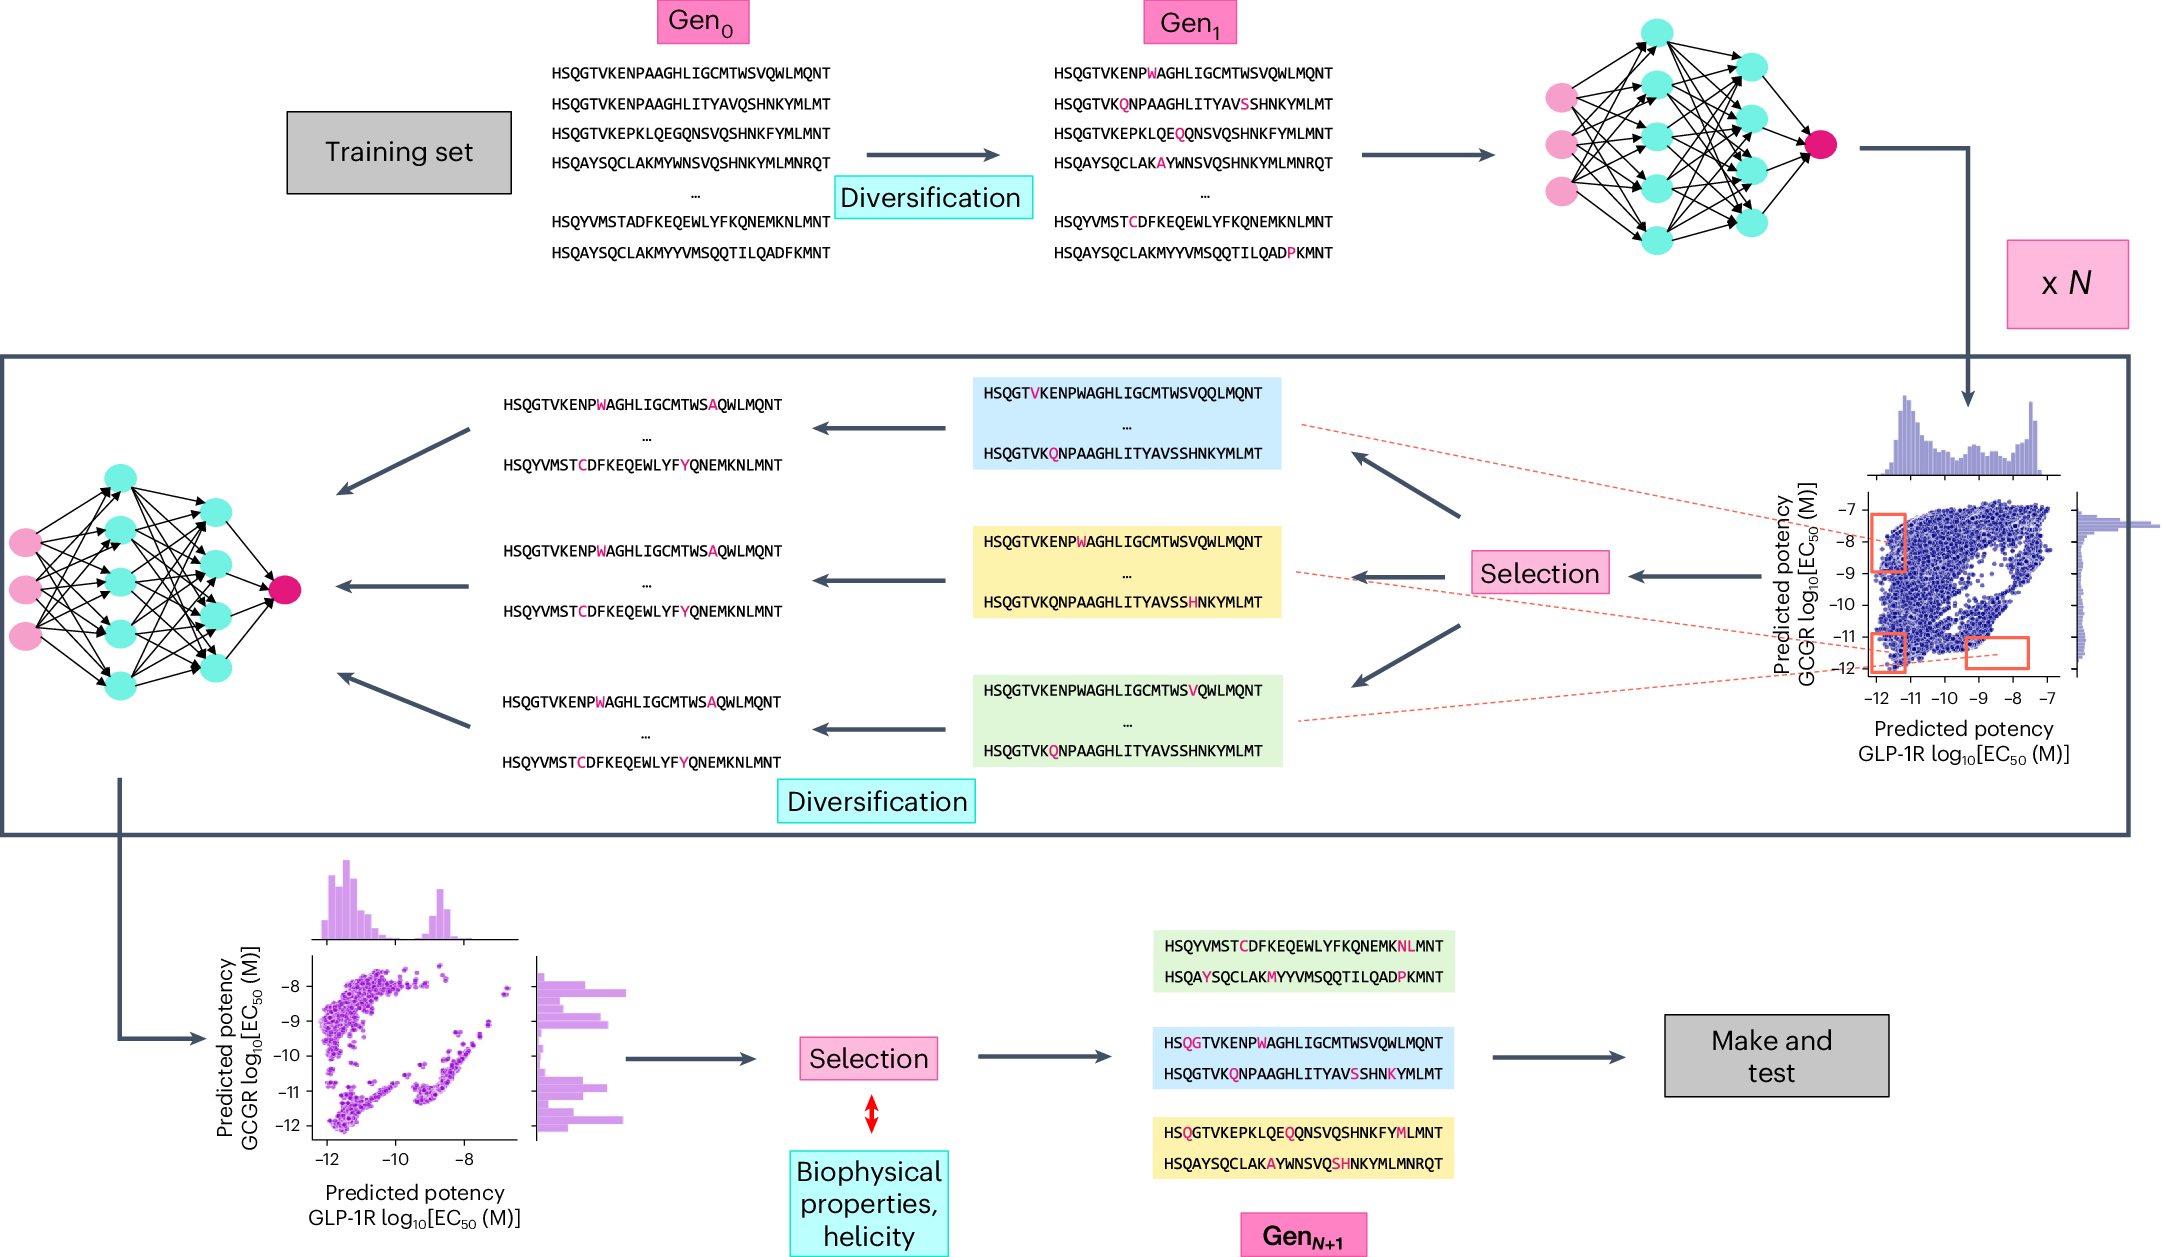 Gen0
Gen1
HSQGTVKENPAAGHLIGCMTWSVQWLMQNT
HSQGTVKENPAAGHLITYAVQSHNKYMLMT
HSQGTVKEPKLQEGQNSVQSHNKFYMLMNT
HSQAYSQCLAKMYWNSVQSHNKYMLMNRQT
...
HSQYVMSTADFKEQEWLYFKQNEMKNLMNT
HSQAYSQCLAKMYYVMSQQTILQADFKMNT
Training set
Diversification
HSQGTVKENPWAGHLIGCMTWSVQWLMQNT
HSQGTVKQNPAAGHLITYAVSSHNKYMLMT
HSQGTVKEPKLQEQQNSVQSHNKFYMLMNT
HSQAYSQCLAKAYWNSVQSHNKYMLMNRQT
...
HSQYVMSTCDFKEQEWLYFKQNEMKNLMNT
HSQAYSQCLAKMYYVMSQQTILQADPKMNT
x N
HSQGTVKENPWAGHLIGCMTWSAQWLMQNT
...
HSQYVMSTCDFKEQEWLYFYQNEMKNLMNT
HSQGTVKENPWAGHLIGCMTWSAQWLMQNT
...
HSQYVMSTCDFKEQEWLYFYQNEMKNLMNT
HSQGTVKENPWAGHLIGCMTWSAQWLMQNT
...
HSQYVMSTCDFKEQEWLYFYQNEMKNLMNT
Diversification
HSQGTVKENPWAGHLIGCMTWSVQQLMQNT
...
HSQGTVKQNPAAGHLITYAVSSHNKYMLMT
HSQGTVKENPWAGHLIGCMTWSVQWLMQNT
...
HSQGTVKQNPAAGHLITYAVSSHNKYMLMT
HSQGTVKENPWAGHLIGCMTWSVQWLMQNT
...
HSQGTVKQNPAAGHLITYAVSSHNKYMLMT
Selection
Predicted potency
GCGR log10[EC50 (M)]
−7
−8
−9
−10
−11
−12
−12 −11 −10 −9 −8 −7
Predicted potency
GLP-1R log10[EC50 (M)]
Predicted potency
GCGR log10[EC50 (M)]
−8
−9
−10
−11
−12
−12 −10 −8
Predicted potency
GLP-1R log10[EC50 (M)]
Selection
Biophysical
properties,
helicity
HSQYVMSTCDFKEQEWLYFKQNEMKNLMNT
HSQAYSQCLAKMYYVMSQQTILQADPKMNT
HSQGTVKENPWAGHLIGCMTWSVQWLMQNT
HSQGTVKQNPAAGHLITYAVSSHNKYMLMT
HSQGTVKEPKLQEQQNSVQSHNKFYMLMNT
HSQAYSQCLAKAYWNSVQSHNKYMLMNRQT
GenN+1
Make and
test